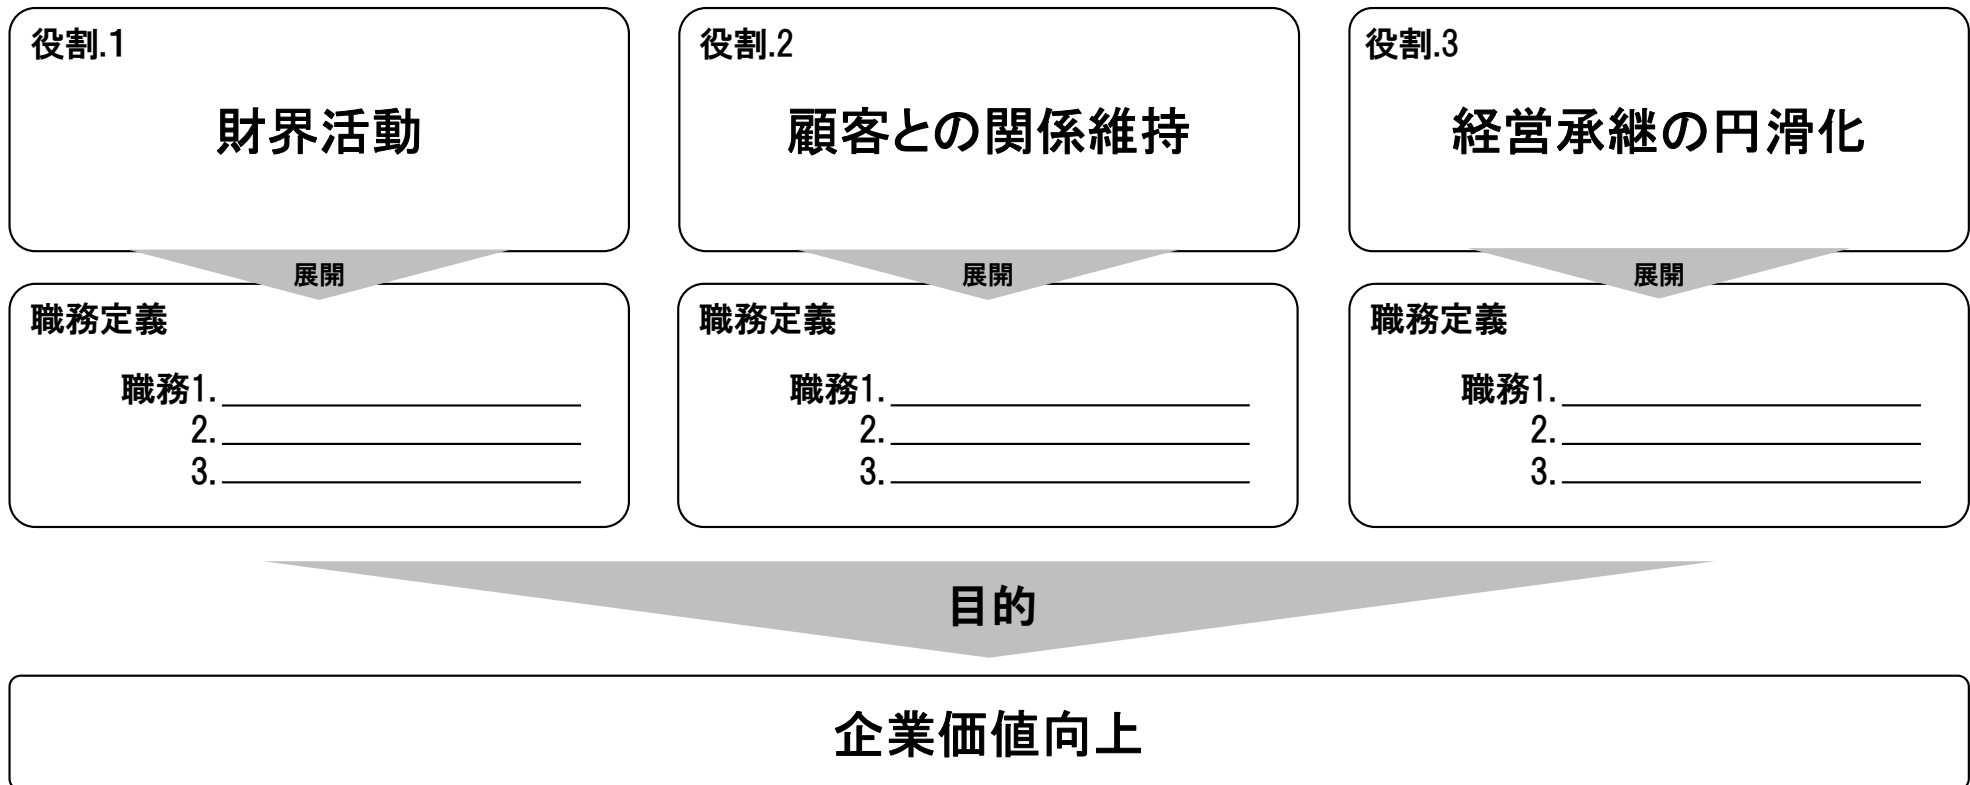 役割.1
財界活動
展開
職務定義
職務1.
2.
3.
役割.2
顧客との関係維持
展開
職務定義
職務1.
2.
3.
役割.3
経営承継の円滑化
展開
職務定義
職務1.
2.
3.
目的
企業価値向上